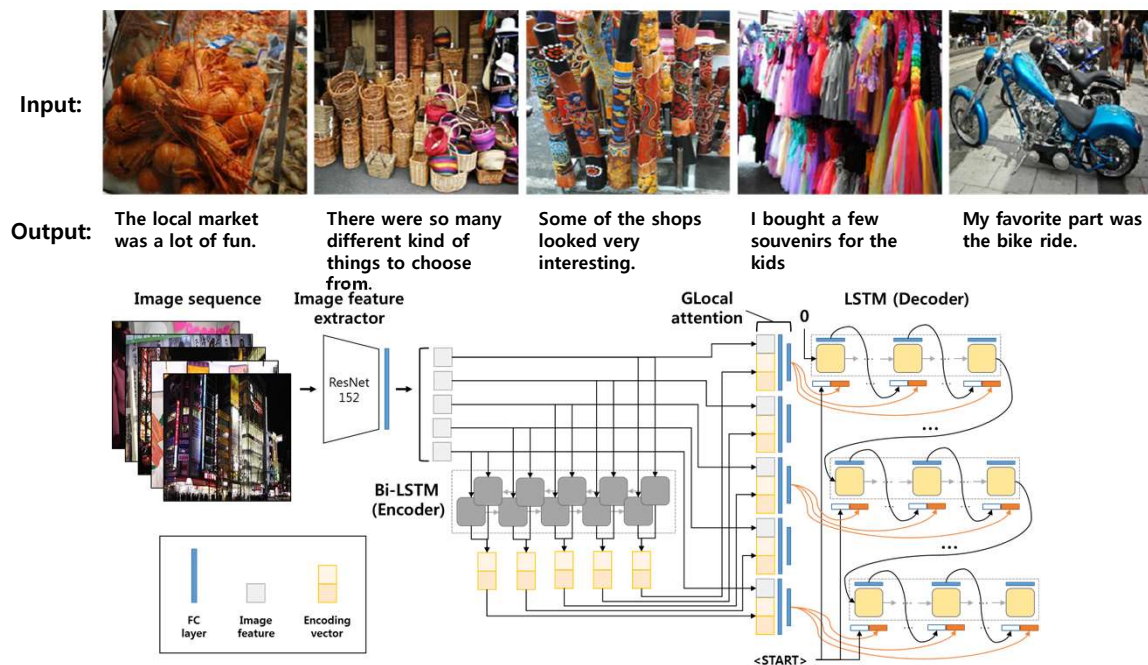 Input:
Output:
The local market
was a lot of fun.
There were so many
different kind of
things to choose
from.
Some of the shops
looked very
interesting.
I bought a few
souvenirs for the
kids
My favorite part was
the bike ride.
Image sequence
Image feature
extractor
ResNet
152
GLocal
attention
LSTM (Decoder)
0
...
...
...
...
...
...
...
...
Bi-LSTM
(Encoder)
FC
layer
Image
feature
Encoding
vector
<START>